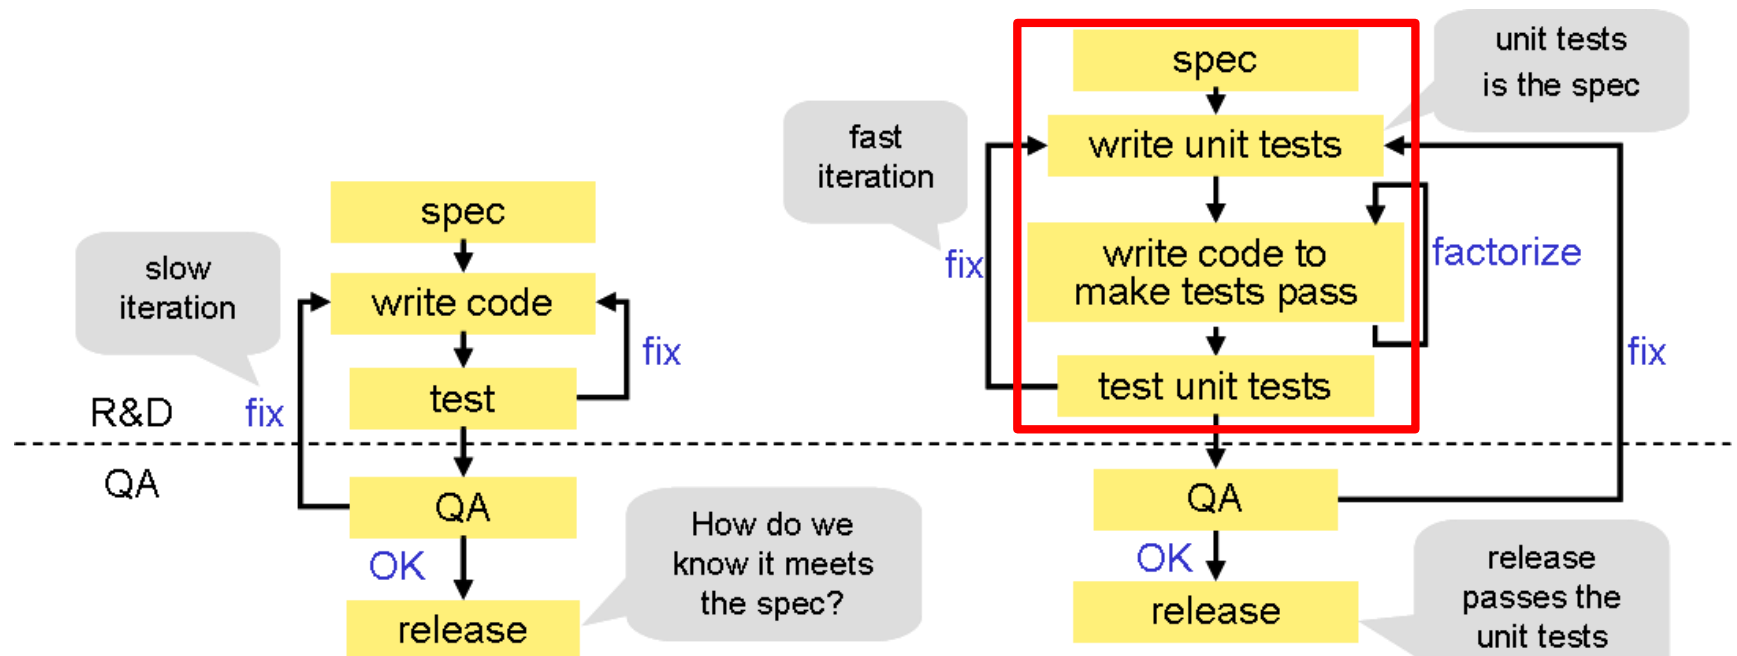 spec
slow
iteration
write code
fix
test
R&D
fix
QA
QA
OK
How do we
know it meets
the spec?
release
spec
unit tests
is the spec
fast
iteration
write unit tests
fix
write code to
make tests pass
factorize
fix
test unit tests
QA
OK
release
release
passes the
unit tests